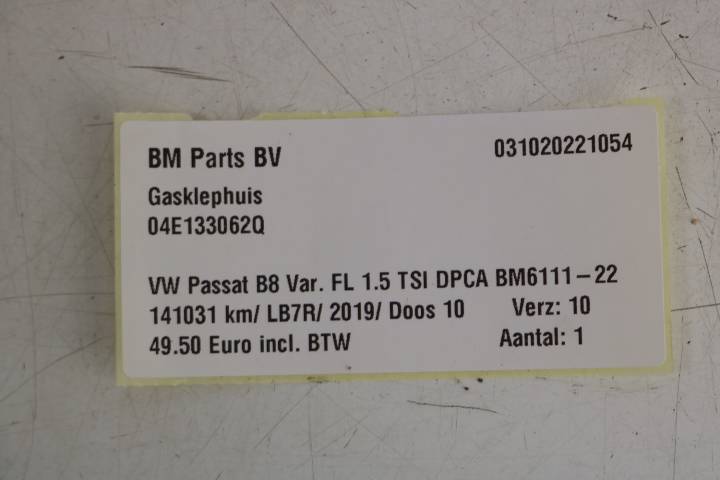 BM Parts BV 031020221054
Gasklephuis
04E133062Q
VW Passat B8 Var. FL 1.5 TSI DPCA BM6111-22
141031 km/ LB7R/ 2019/ Doos 10 Verz: 10
49.50 Euro incl. BTW Aantal: 1